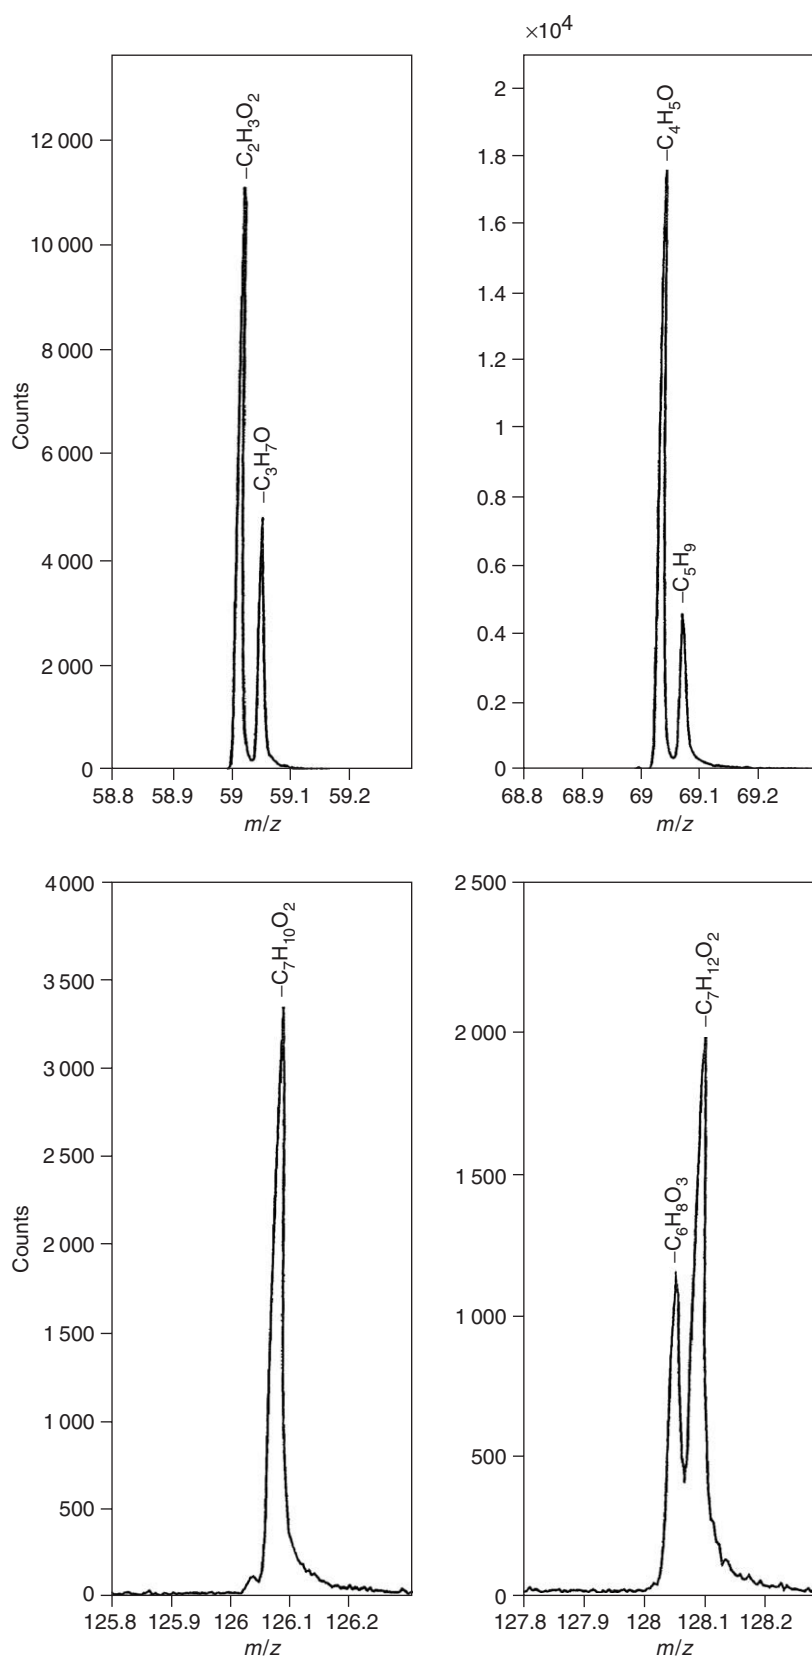 Counts
12 000
10 000
8 000
6 000
4 000
2 000
0
58.8 58.9 59 59.1 59.2
m/z
–C2H3O2
–C3H7O
×10^4
2
1.8
1.6
1.4
1.2
1
0.8
0.6
0.4
0.2
0
68.8 68.9 69 69.1 69.2
m/z
–C4H5O
–C5H9
Counts
4 000
3 500
3 000
2 500
2 000
1 500
1 000
500
0
125.8 125.9 126 126.1 126.2
m/z
–C7H10O2
2 500
2 000
1 500
1 000
500
0
127.8 127.9 128 128.1 128.2
m/z
–C6H8O3
–C7H12O2